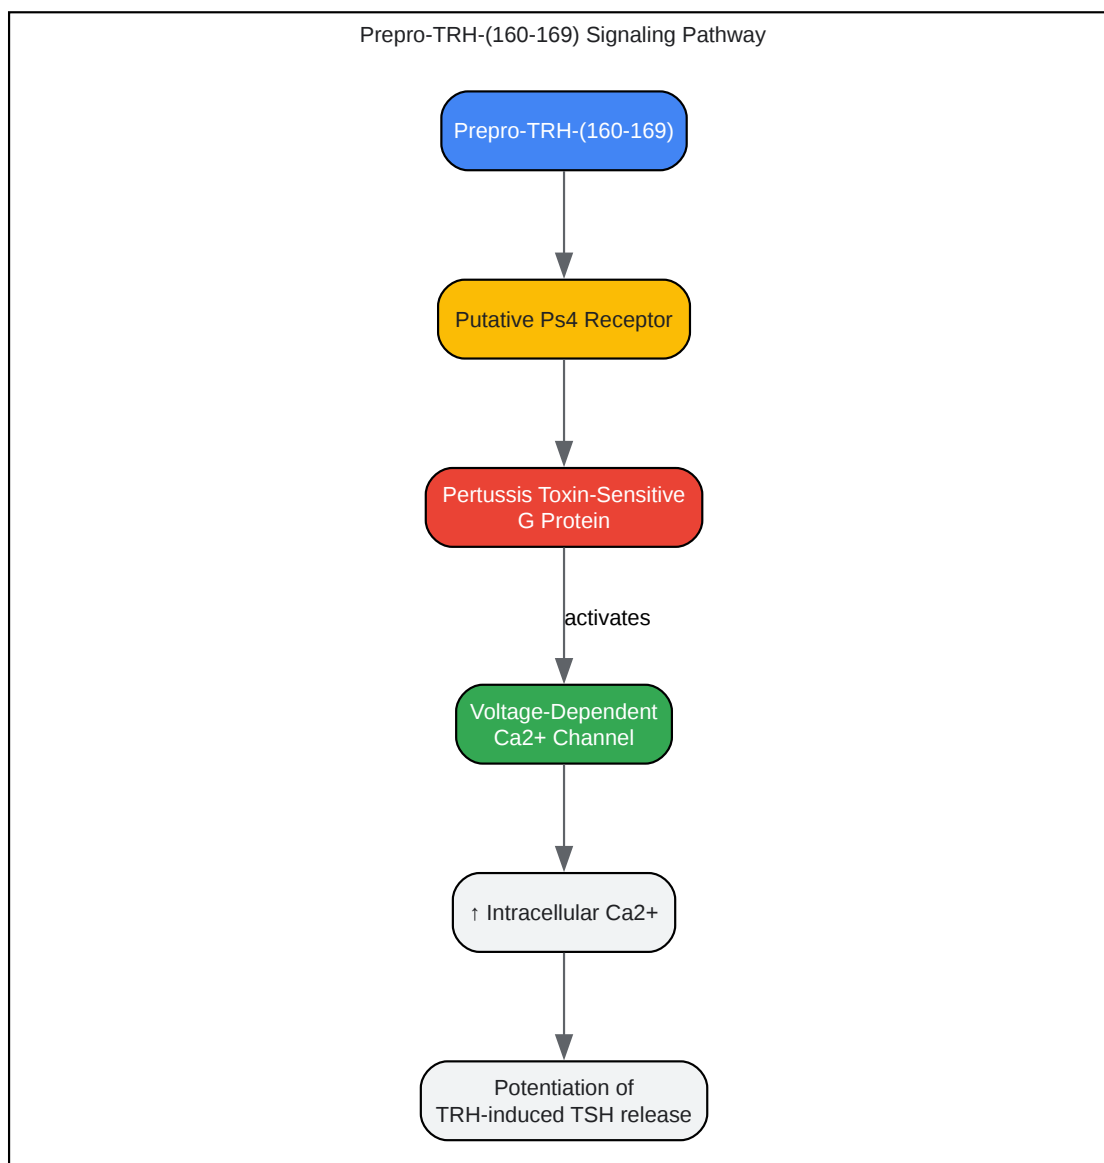 Prepro-TRH-(160-169) Signaling Pathway
Prepro-TRH-(160-169)
Putative Ps4 Receptor
Pertussis Toxin-Sensitive
G Protein
activates
Voltage-Dependent
Ca2+ Channel
↑ Intracellular Ca2+
Potentiation of
TRH-induced TSH release